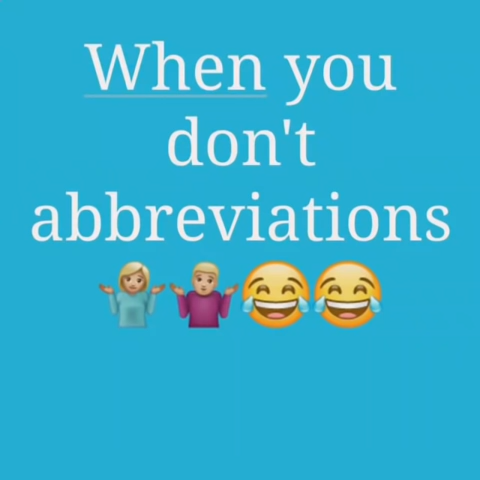 When you
don't
abbreviations
🤷🏼‍♀️🤷🏼‍♂️😂😂